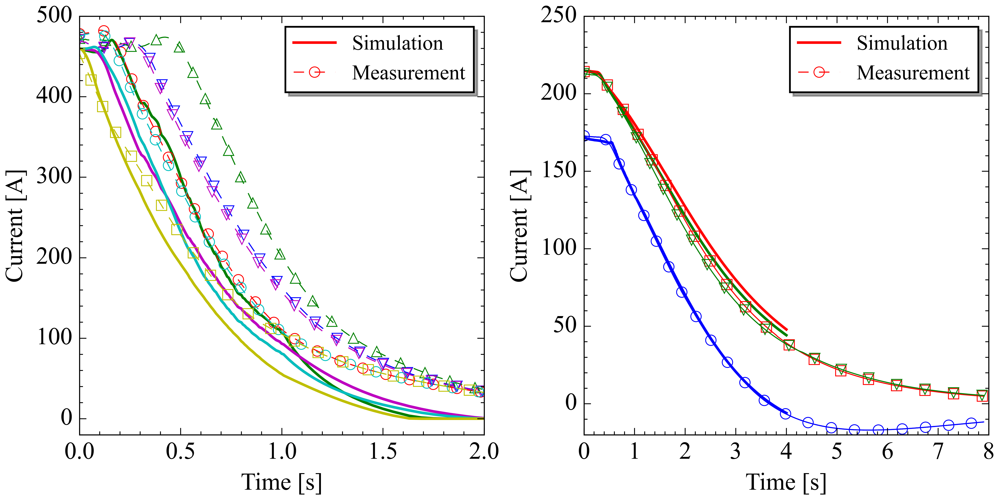 500
400
300
200
100
0
Current [A]
0.0 0.5 1.0 1.5 2.0
Time [s]
Simulation
Measurement
250
200
150
100
50
0
Current [A]
0 1 2 3 4 5 6 7 8
Time [s]
Simulation
Measurement